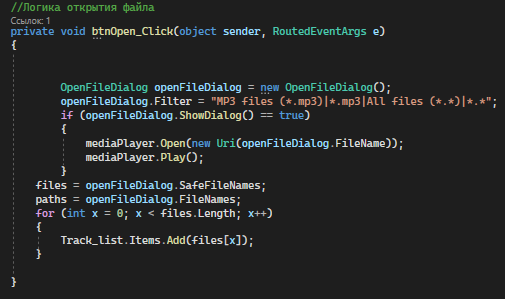 //Логика открытия файла
Ссылок: 1
private void btnOpen_Click(object sender, RoutedEventArgs e)
{
OpenFileDialog openFileDialog = new OpenFileDialog();
openFileDialog.Filter = "MP3 files (*.mp3)|*.mp3|All files (*.*)|*.*";
if (openFileDialog.ShowDialog() == true)
{
mediaPlayer.Open(new Uri(openFileDialog.FileName));
mediaPlayer.Play();
}
files = openFileDialog.SafeFileNames;
paths = openFileDialog.FileNames;
for (int x = 0; x < files.Length; x++)
{
Track_list.Items.Add(files[x]);
}
}